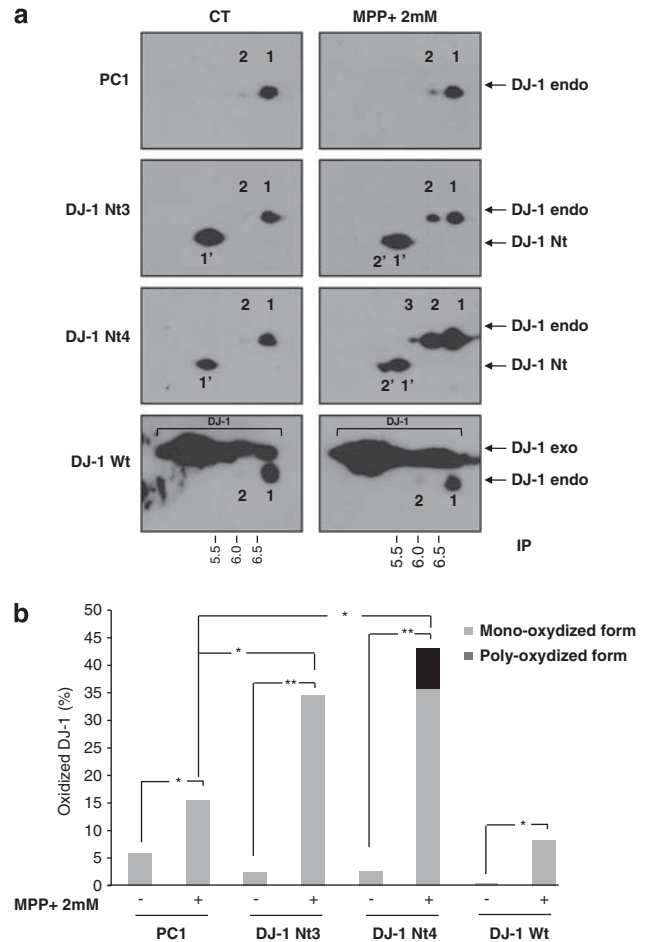 a
CT MPP+ 2mM
PC1 2 1 2 1 DJ-1 endo
DJ-1 Nt3 2 1 2 1 DJ-1 endo
1’ 2’ 1’ DJ-1 Nt
DJ-1 Nt4 2 1 3 2 1 DJ-1 endo
1’ 2’ 1’ DJ-1 Nt
DJ-1 DJ-1
DJ-1 Wt DJ-1 exo
2 1 2 1 DJ-1 endo
5.5 6.0 6.5 5.5 6.0 6.5 IP
b
Oxidized DJ-1 (%)
50
45
40
35
30
25
20
15
10
5
0
* ** * ** * *
Mono-oxydized form
Poly-oxydized form
MPP+ 2mM - + - + - + - +
PC1 DJ-1 Nt3 DJ-1 Nt4 DJ-1 Wt